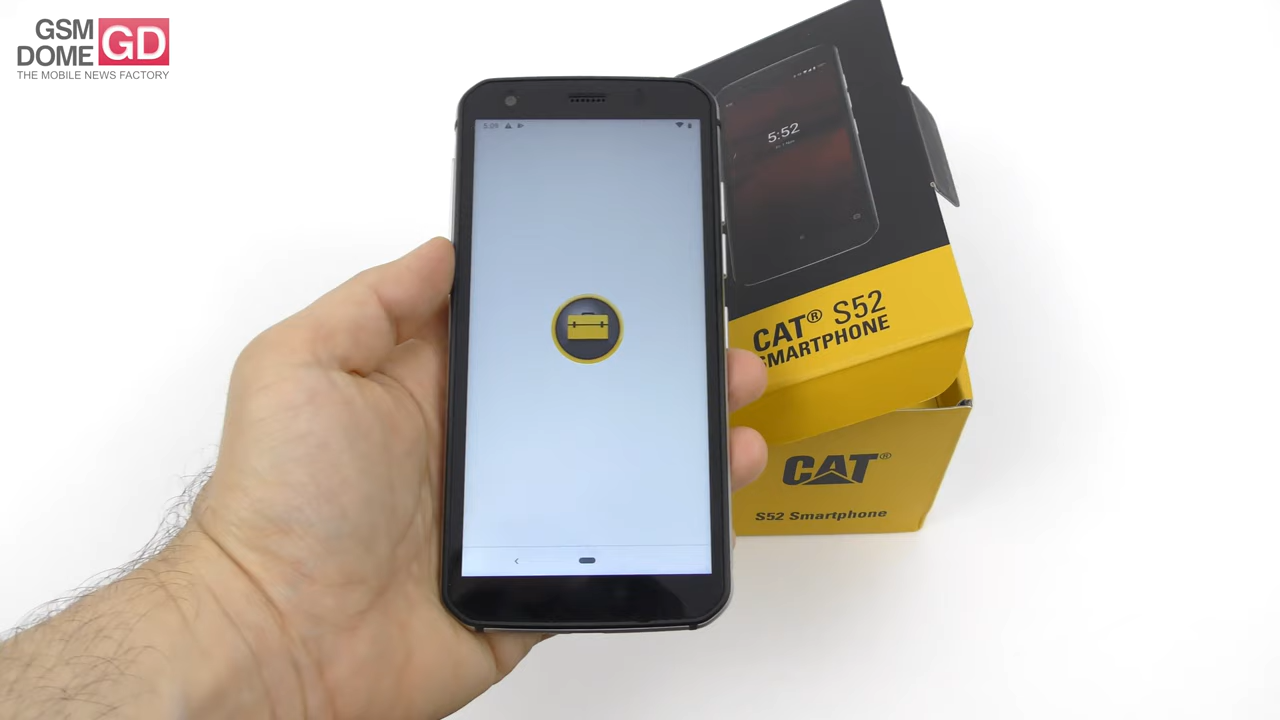 GSM
DOME GD
THE MOBILE NEWS FACTORY
5:52
CAT® S52
SMARTPHONE
CAT®
S52 Smartphone